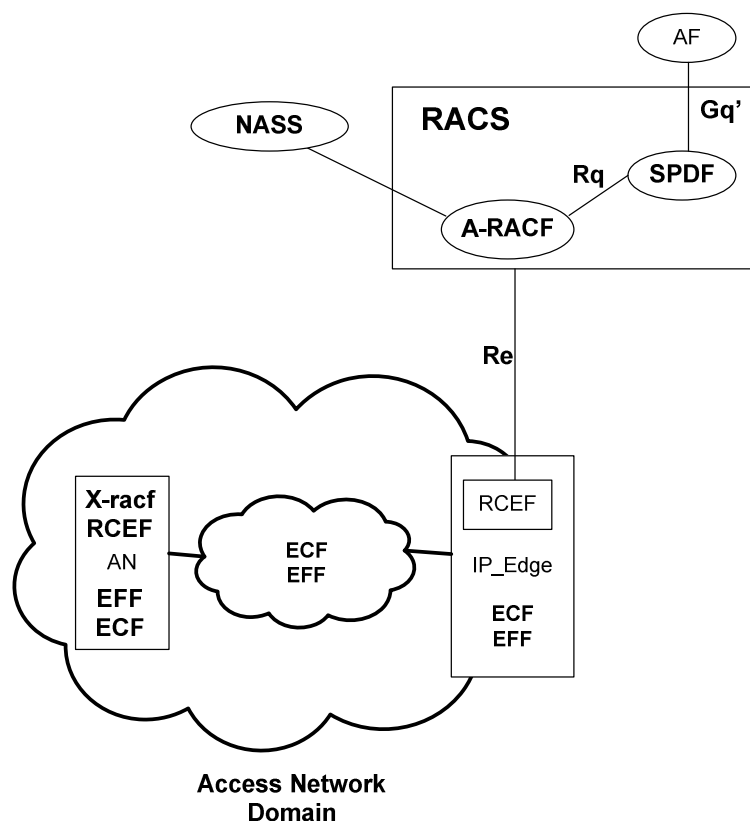 AF
Gq’
RACS
NASS
Rq
SPDF
A-RACF
Re
X-racf
RCEF
AN
EFF
ECF
ECF
EFF
RCEF
IP_Edge
ECF
EFF
Access Network
Domain